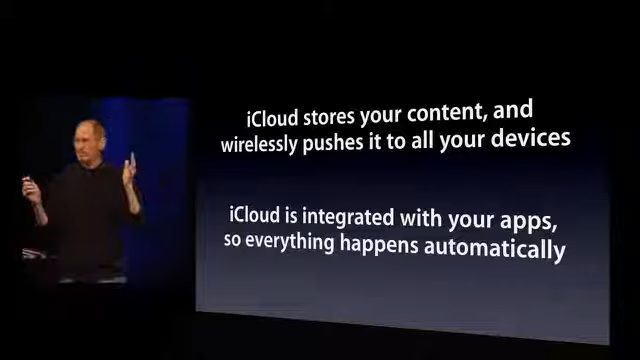 iCloud stores your content, and
wirelessly pushes it to all your devices
iCloud is integrated with your apps,
so everything happens automatically